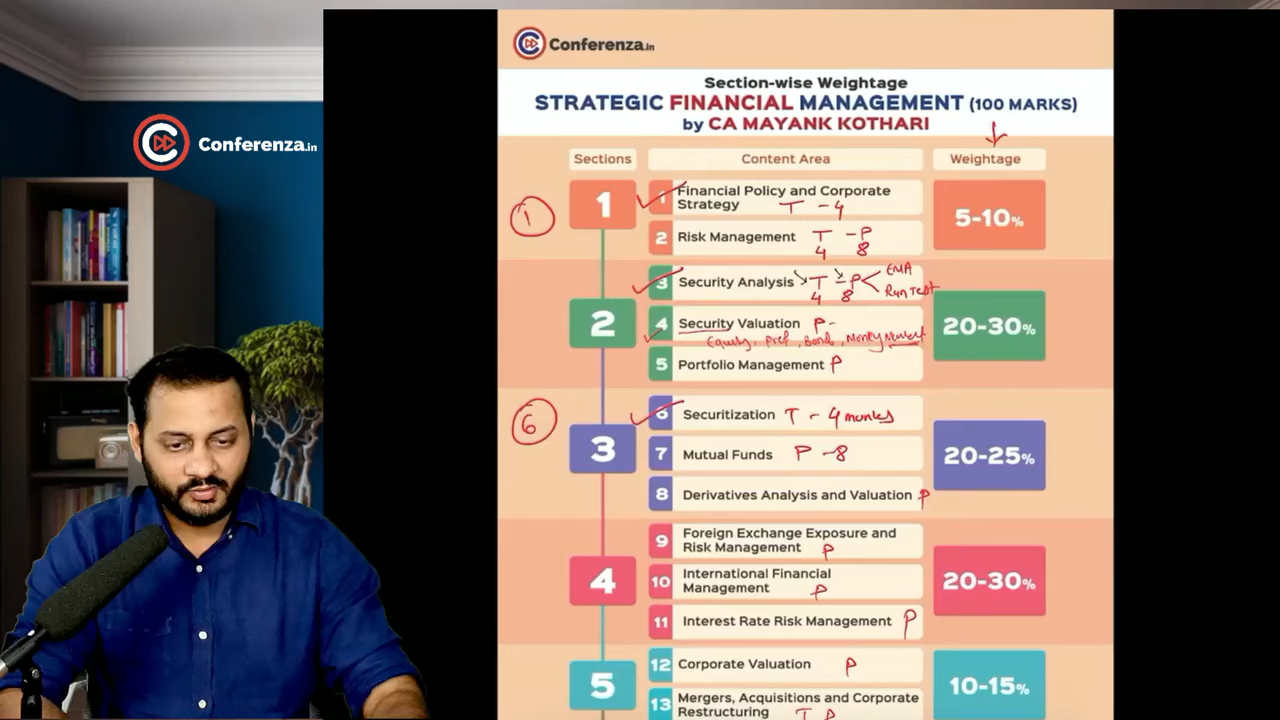 Conferenza.in
Conferenza.in
Section-wise Weightage
STRATEGIC FINANCIAL MANAGEMENT (100 MARKS)
by CA MAYANK KOTHARI
Sections Content Area Weightage
1 1 1 Financial Policy and Corporate
Strategy T - 4
5-10%
2 Risk Management T - P
4 8
2 3 Security Analysis T - P EMA
4 8 Run Test
4 Security Valuation P -
Equity, Pref, Bond, Money Market
20-30%
5 Portfolio Management P
6 3 6 Securitization T - 4 marks
7 Mutual Funds P - 8
20-25%
8 Derivatives Analysis and Valuation P
4 9 Foreign Exchange Exposure and
Risk Management P
10 International Financial
Management P
20-30%
11 Interest Rate Risk Management P
5 12 Corporate Valuation P
10-15%
13 Mergers, Acquisitions and Corporate
Restructuring T P